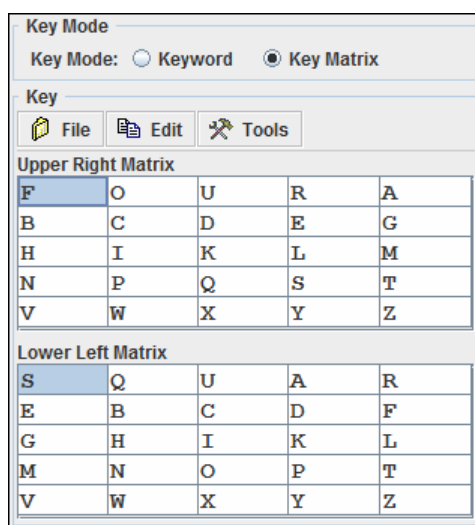 Key Mode
Key Mode: Keyword Key Matrix
Key
File Edit Tools
Upper Right Matrix
F O U R A
B C D E G
H I K L M
N P Q S T
V W X Y Z
Lower Left Matrix
S Q U A R
E B C D F
G H I K L
M N O P T
V W X Y Z